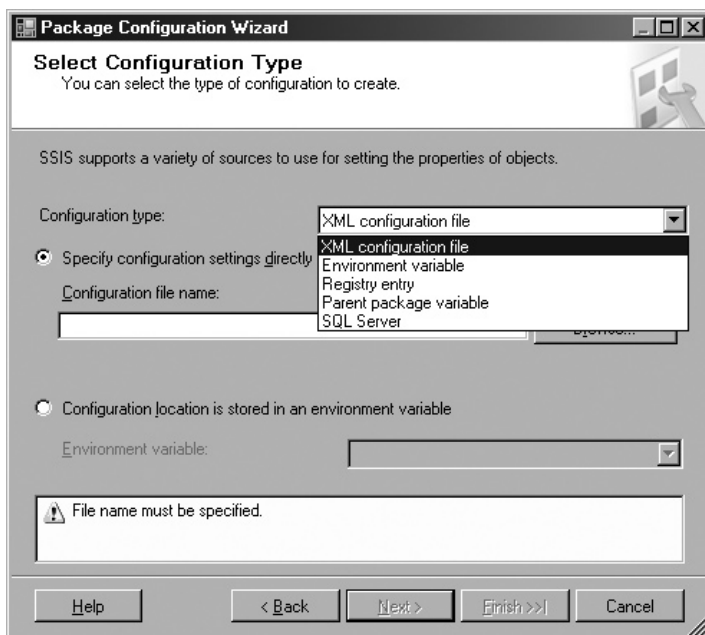 Package Configuration Wizard
Select Configuration Type
You can select the type of configuration to create.
SSIS supports a variety of sources to use for setting the properties of objects.
Configuration type:
XML configuration file
XML configuration file
Environment variable
Registry entry
Parent package variable
SQL Server
Specify configuration settings directly
Configuration file name:
Configuration location is stored in an environment variable
Environment variable:
File name must be specified.
Help
< Back
Next >
Finish >>|
Cancel